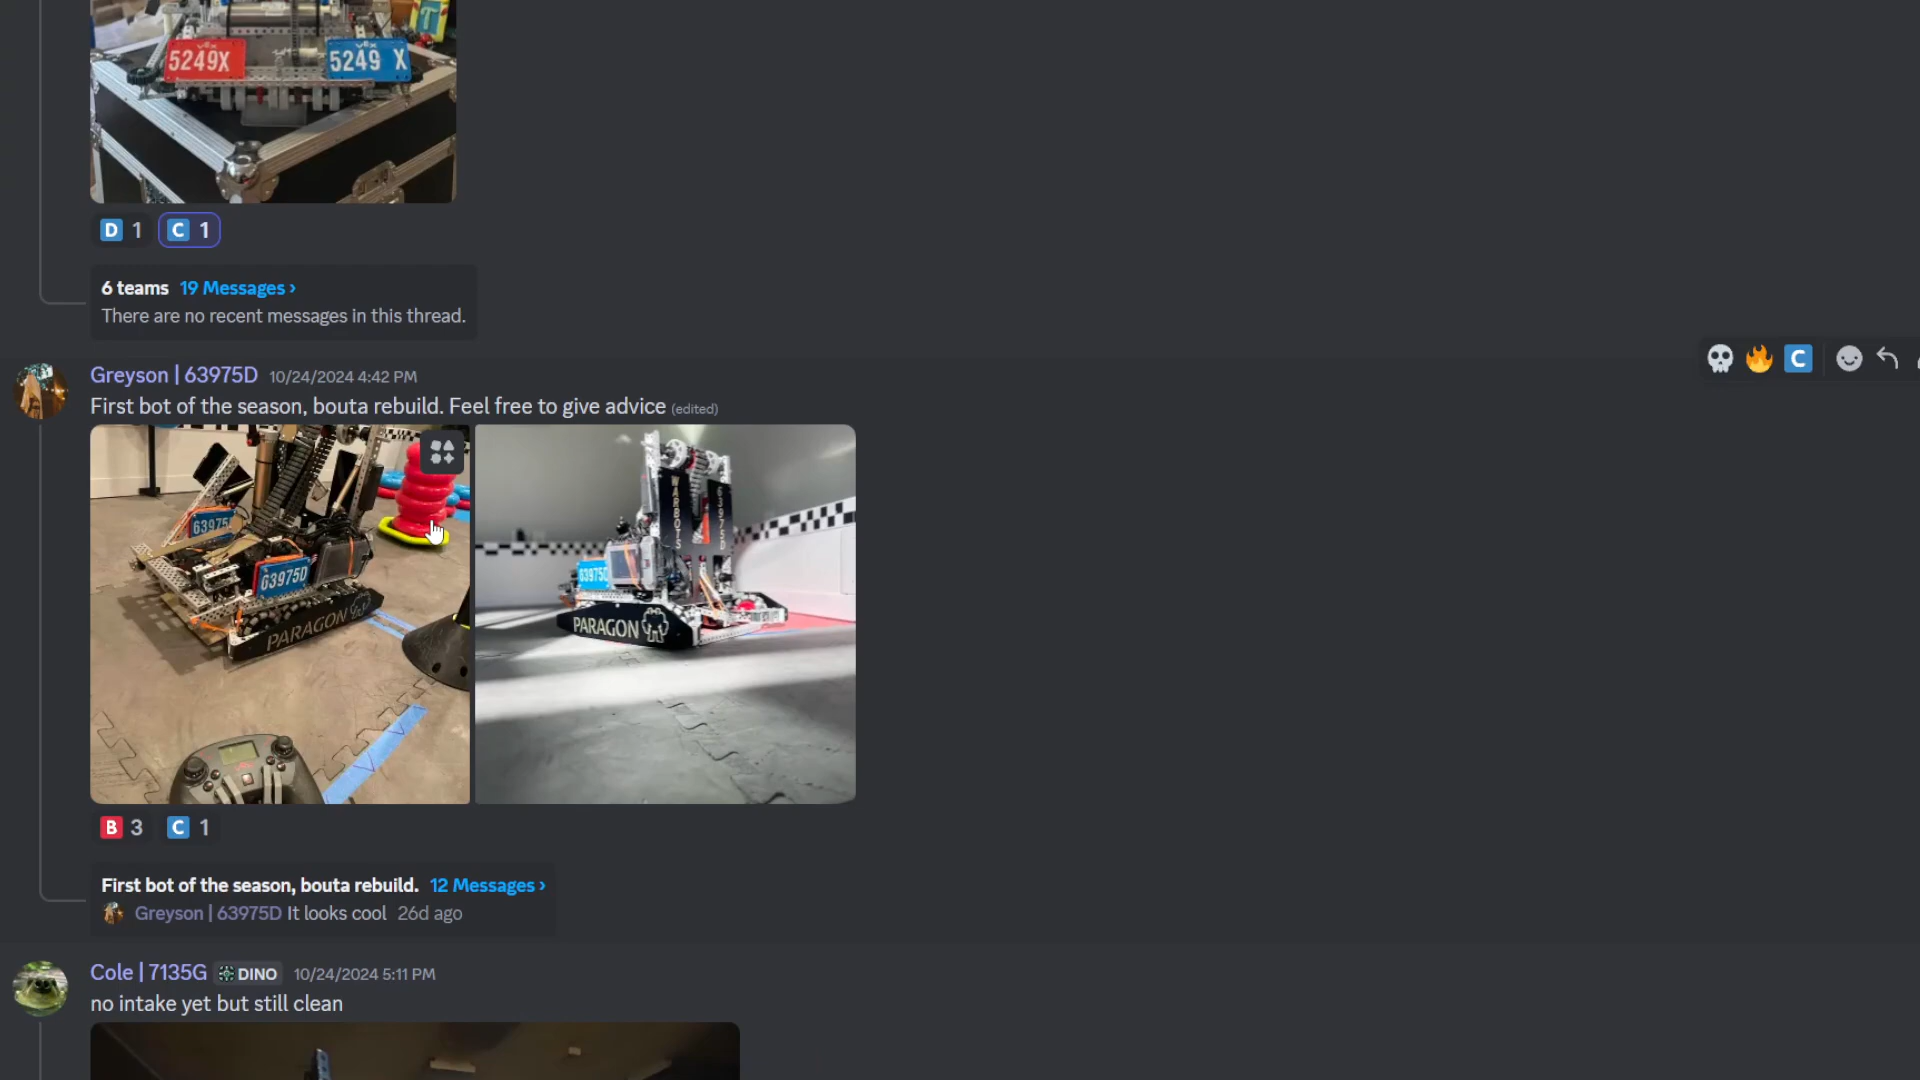 vex
5249X
vex
5249 X
D 1 C 1
6 teams 19 Messages ›
There are no recent messages in this thread.
C
Greyson | 63975D 10/24/2024 4:42 PM
First bot of the season, bouta rebuild. Feel free to give advice (edited)
63975
63975D
PARAGON
WARBOTS
63975D
63975D
PARAGON
B 3 C 1
First bot of the season, bouta rebuild. 12 Messages ›
Greyson | 63975D It looks cool 26d ago
Cole | 7135G DINO 10/24/2024 5:11 PM
no intake yet but still clean